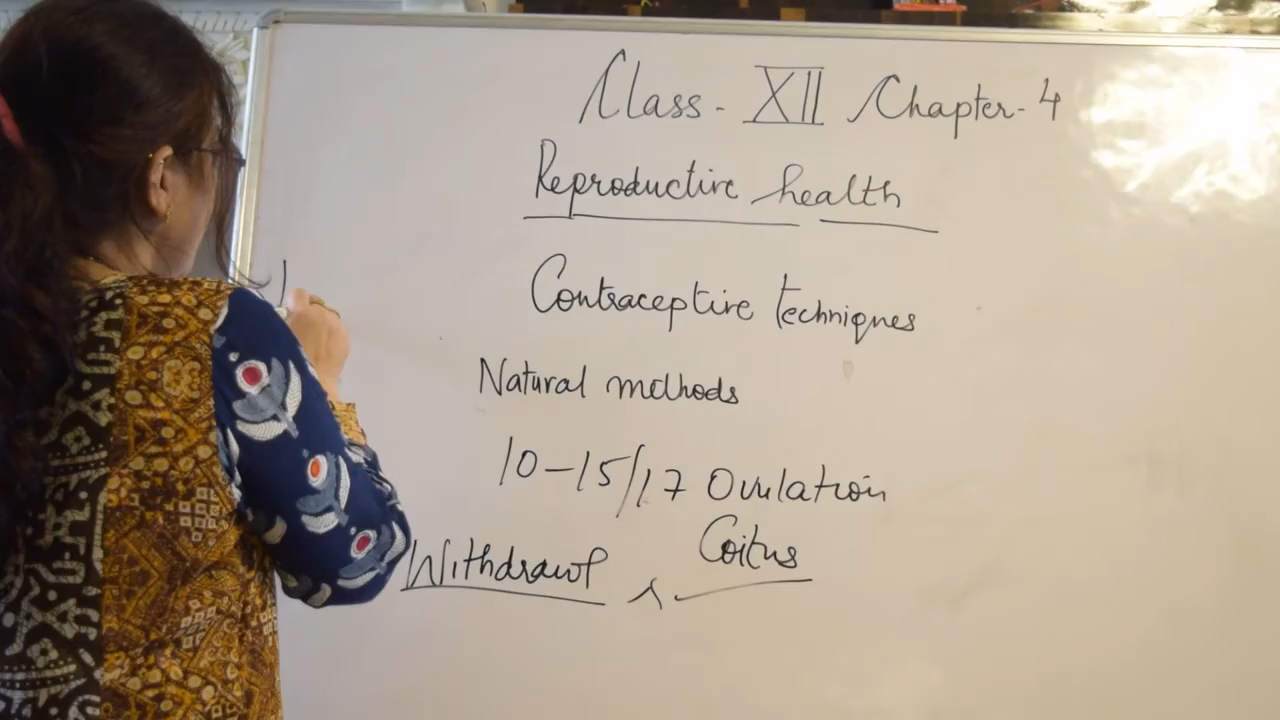 Class - XII Chapter - 4
Reproductive health
Contraceptive techniques
Natural methods
10-15/17 Ovulation
Coitus
Withdrawl